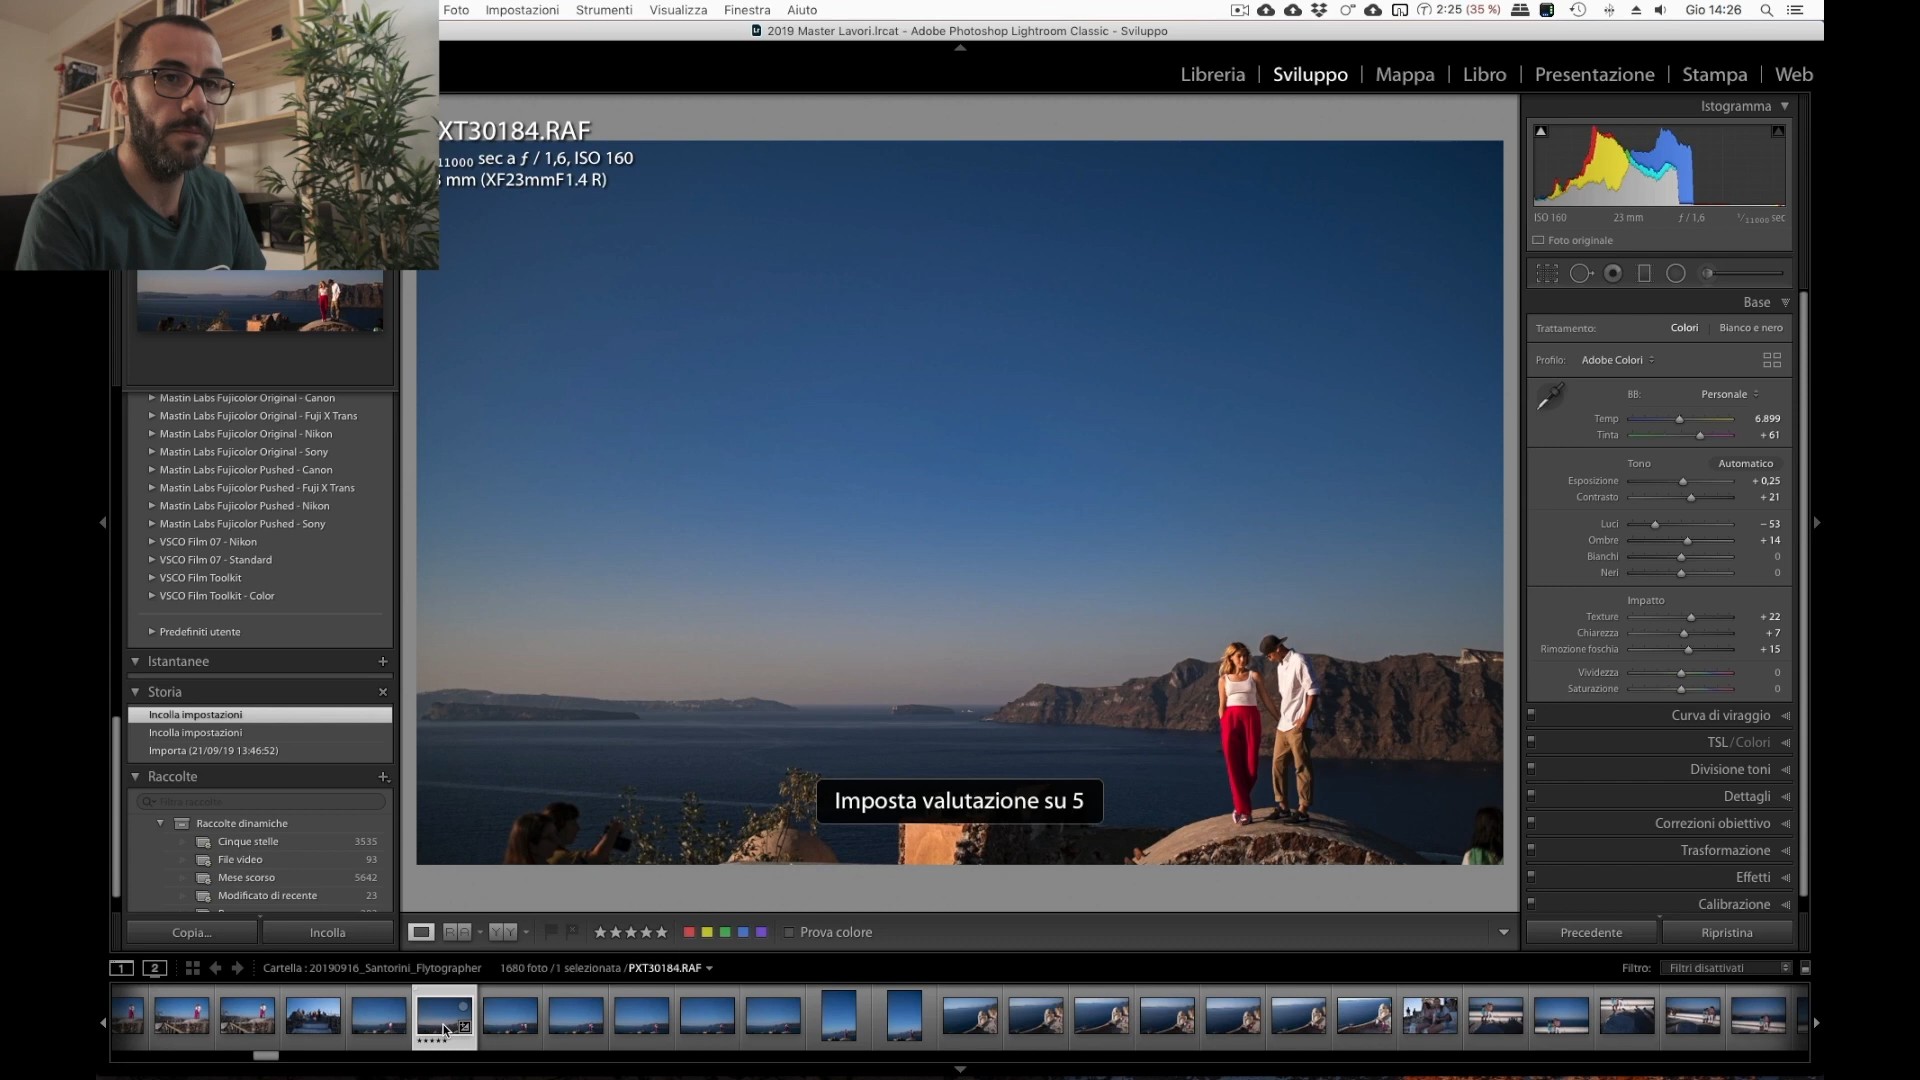 Foto Impostazioni Strumenti Visualizza Finestra Aiuto
2:25 (35 %) Gio 14:26
2019 Master Lavori.lrcat - Adobe Photoshop Lightroom Classic - Sviluppo
Libreria | Sviluppo | Mappa | Libro | Presentazione | Stampa | Web
Istogramma
PXT30184.RAF
11000 sec a ƒ / 1,6, ISO 160
mm (XF23mmF1.4 R)
ISO 160 23 mm ƒ / 1,6 1/11000 sec
Foto originale
Base
Trattamento: Colori Bianco e nero
Profilo: Adobe Colori
BB: Personale
Temp 6.899
Tinta + 61
Tono Automatico
Esposizione + 0,25
Contrasto + 21
Luci − 53
Ombre + 14
Bianchi 0
Neri 0
Impatto
Texture + 22
Chiarezza + 7
Rimozione foschia + 15
Vividezza 0
Saturazione 0
Curva di viraggio
TSL / Colori
Divisione toni
Dettagli
Correzioni obiettivo
Trasformazione
Effetti
Calibrazione
Precedente Ripristina
Mastin Labs Fujicolor Original - Canon
Mastin Labs Fujicolor Original - Fuji X Trans
Mastin Labs Fujicolor Original - Nikon
Mastin Labs Fujicolor Original - Sony
Mastin Labs Fujicolor Pushed - Canon
Mastin Labs Fujicolor Pushed - Fuji X Trans
Mastin Labs Fujicolor Pushed - Nikon
Mastin Labs Fujicolor Pushed - Sony
VSCO Film 07 - Nikon
VSCO Film 07 - Standard
VSCO Film Toolkit
VSCO Film Toolkit - Color
Predefiniti utente
Istantanee
Storia
Incolla impostazioni
Incolla impostazioni
Importa (21/09/19 13:46:52)
Raccolte
Filtra raccolte
Raccolte dinamiche
Cinque stelle 3535
File video 93
Mese scorso 5642
Modificato di recente 23
Copia... Incolla
Imposta valutazione su 5
R A Y Y Prova colore
1 2 Cartella : 20190916_Santorini_Flytographer 1680 foto /1 selezionata /PXT30184.RAF Filtro: Filtri disattivati